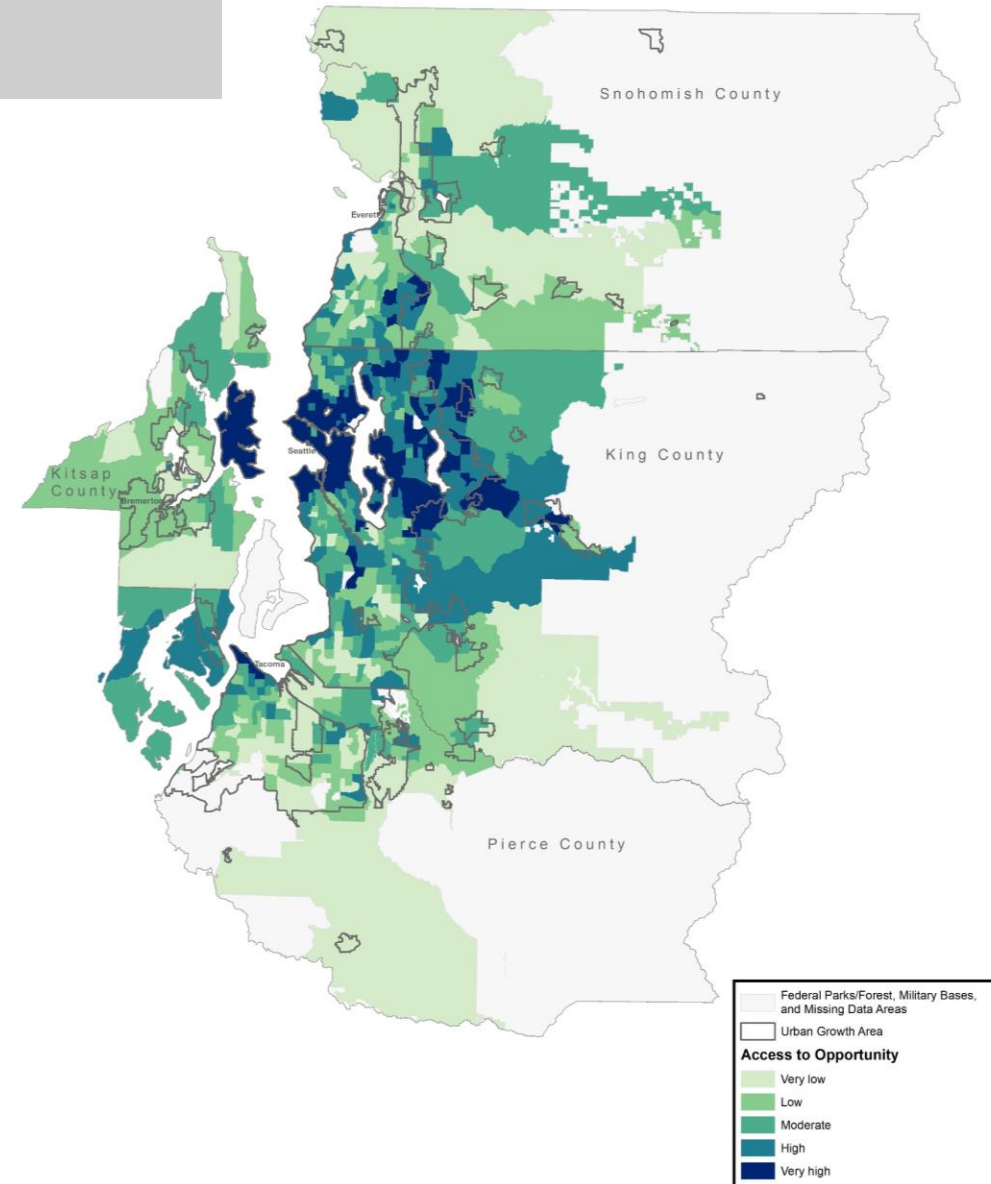 Snohomish County
Everett
King County
Seattle
Kitsap
County
Bremerton
Tacoma
Pierce County
Federal Parks/Forest, Military Bases,
and Missing Data Areas
Urban Growth Area
Access to Opportunity
Very low
Low
Moderate
High
Very high